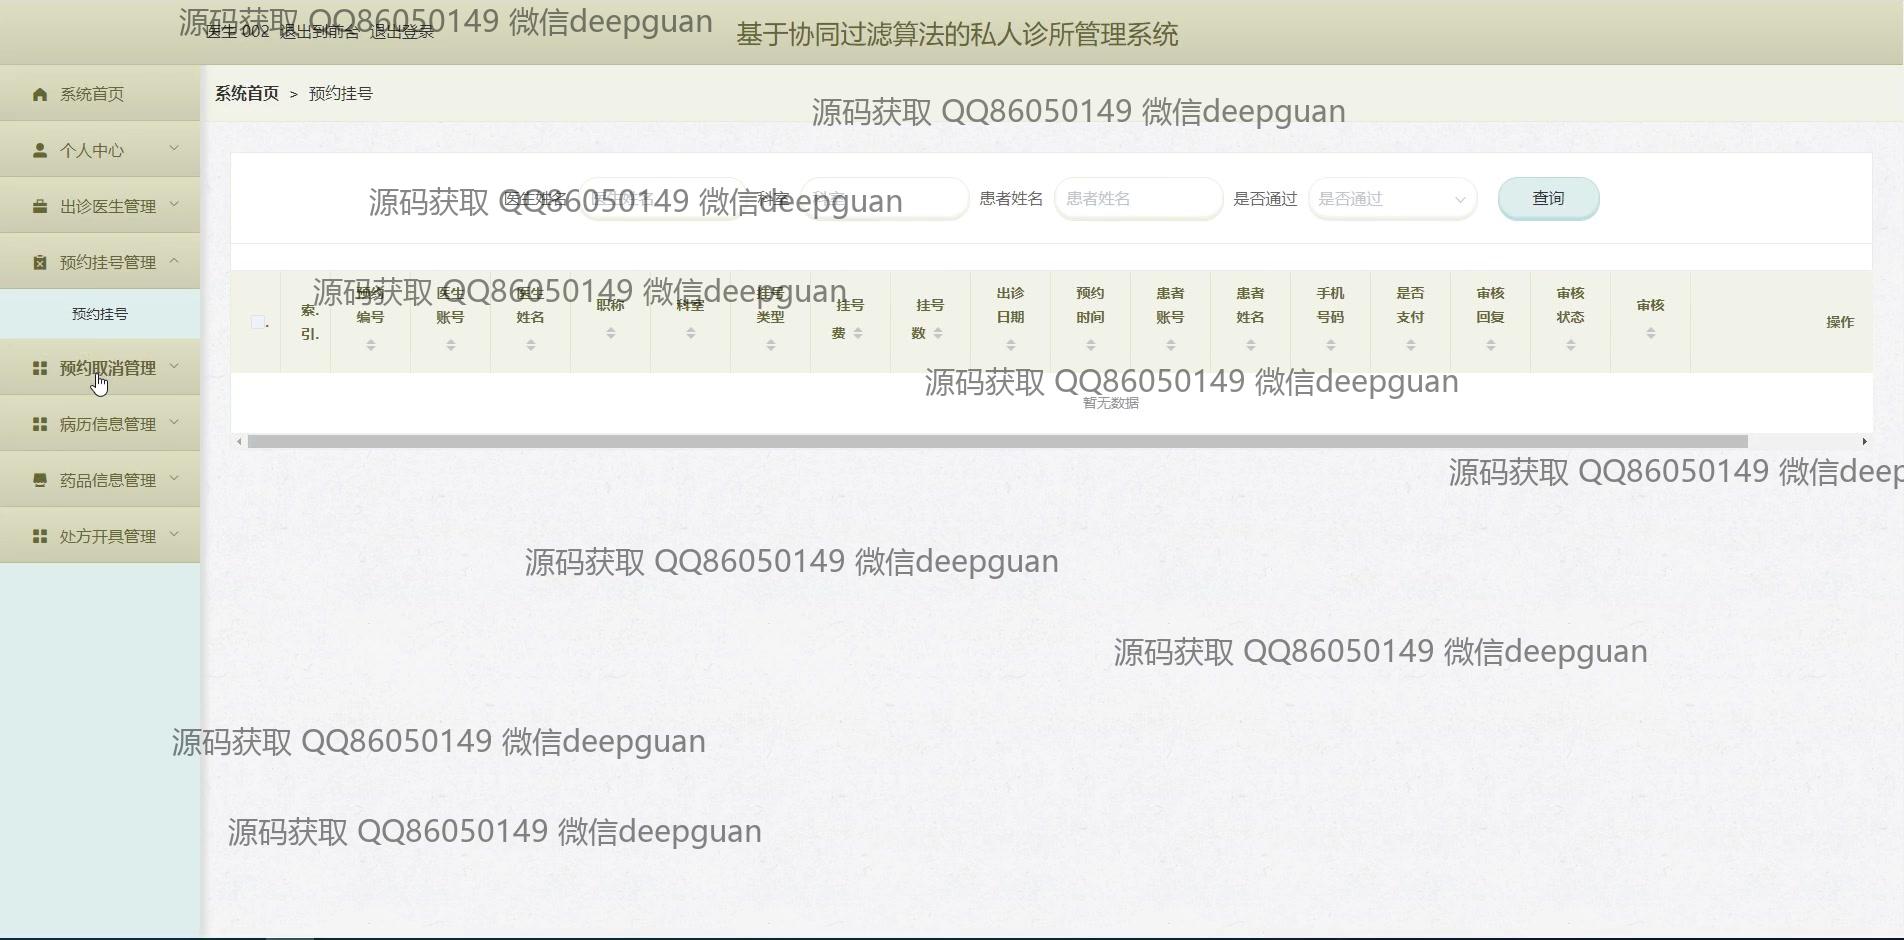 源码获取 QQ86050149 微信deepguan
医生 002 退出到前台 退出登录
基于协同过滤算法的私人诊所管理系统
系统首页
个人中心
出诊医生管理
预约挂号管理
预约挂号
预约取消管理
病历信息管理
药品信息管理
处方开具管理
系统首页 > 预约挂号
源码获取 QQ86050149 微信deepguan
医生姓名 医生姓名 科室 科室 患者姓名 患者姓名 是否通过 是否通过 查询
源码获取 QQ86050149 微信deepguan
索.
引.
预约
编号
医生
账号
医生
姓名
职称
科室
挂号
类型
挂号
费
挂号
数
出诊
日期
预约
时间
患者
账号
患者
姓名
手机
号码
是否
支付
审核
回复
审核
状态
审核
操作
源码获取 QQ86050149 微信deepguan
源码获取 QQ86050149 微信deepguan
暂无数据
源码获取 QQ86050149 微信deep
源码获取 QQ86050149 微信deepguan
源码获取 QQ86050149 微信deepguan
源码获取 QQ86050149 微信deepguan
源码获取 QQ86050149 微信deepguan